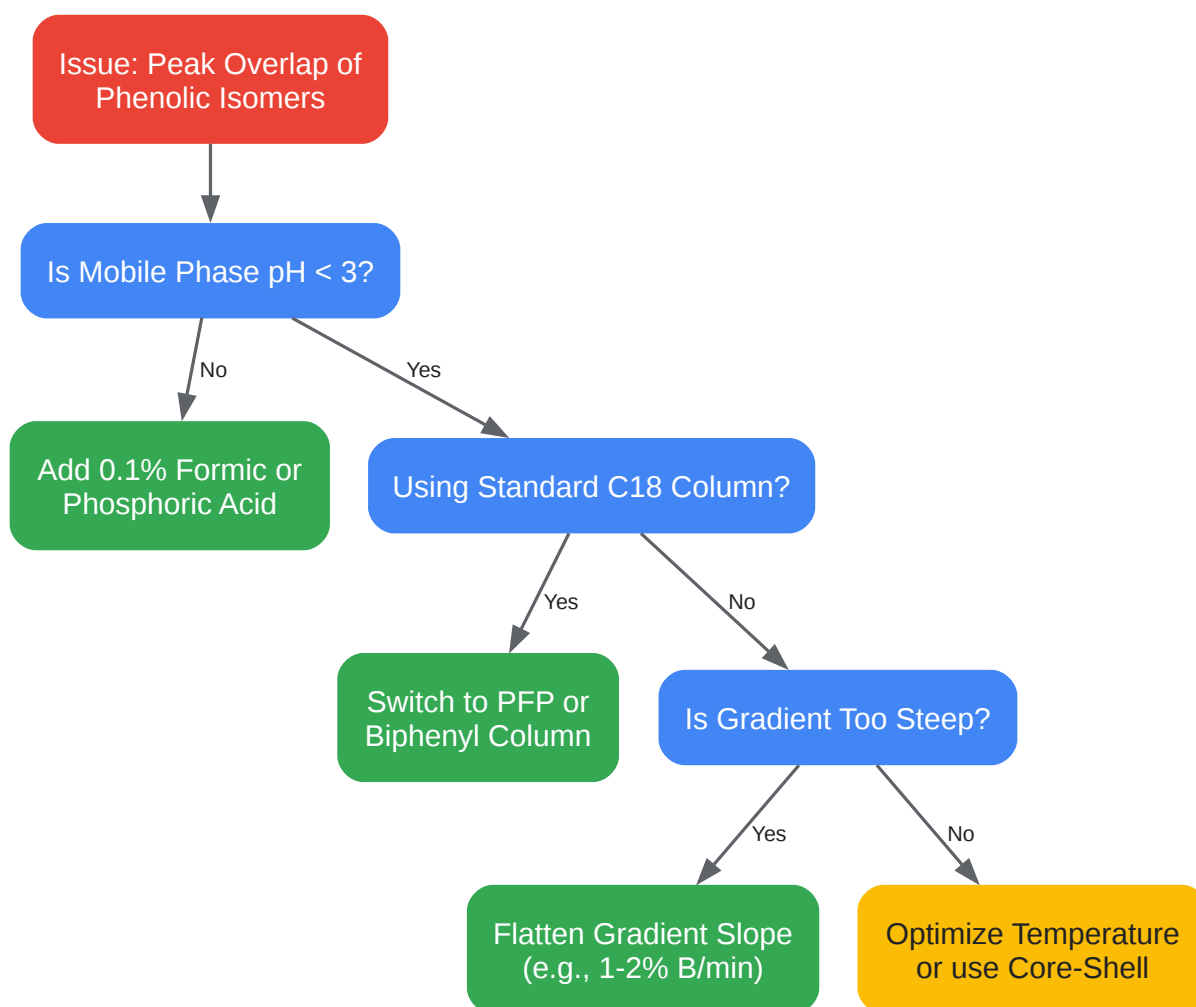 Issue: Peak Overlap of
Phenolic Isomers
Is Mobile Phase pH < 3?
No
Yes
Add 0.1% Formic or
Phosphoric Acid
Using Standard C18 Column?
Yes
No
Switch to PFP or
Biphenyl Column
Is Gradient Too Steep?
Yes
No
Flatten Gradient Slope
(e.g., 1-2% B/min)
Optimize Temperature
or use Core-Shell